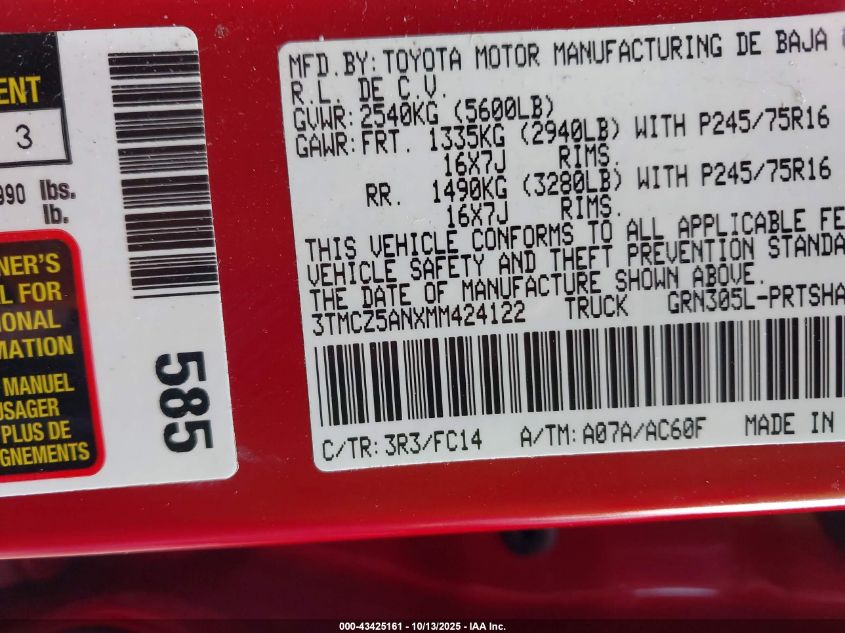 ENT
3
990 lbs.
lb.
NER'S
L FOR
IONAL
MATION
MANUEL
USAGER
PLUS DE
GNEMENTS
585
MFD.BY:TOYOTA MOTOR MANUFACTURING DE BAJA
R.L. DE C.V.
GVWR:2540KG (5600LB)
GAWR:FRT. 1335KG (2940LB) WITH P245/75R16
16X7J RIMS.
RR. 1490KG (3280LB) WITH P245/75R16
16X7J RIMS.
THIS VEHICLE CONFORMS TO ALL APPLICABLE FE
VEHICLE SAFETY AND THEFT PREVENTION STANDA
THE DATE OF MANUFACTURE SHOWN ABOVE.
3TMCZ5ANXMM424122 TRUCK GRN305L-PRTSHA
C/TR:3R3/FC14 A/TM:A07A/AC60F MADE IN
000-43425161 - 10/13/2025 - IAA Inc.